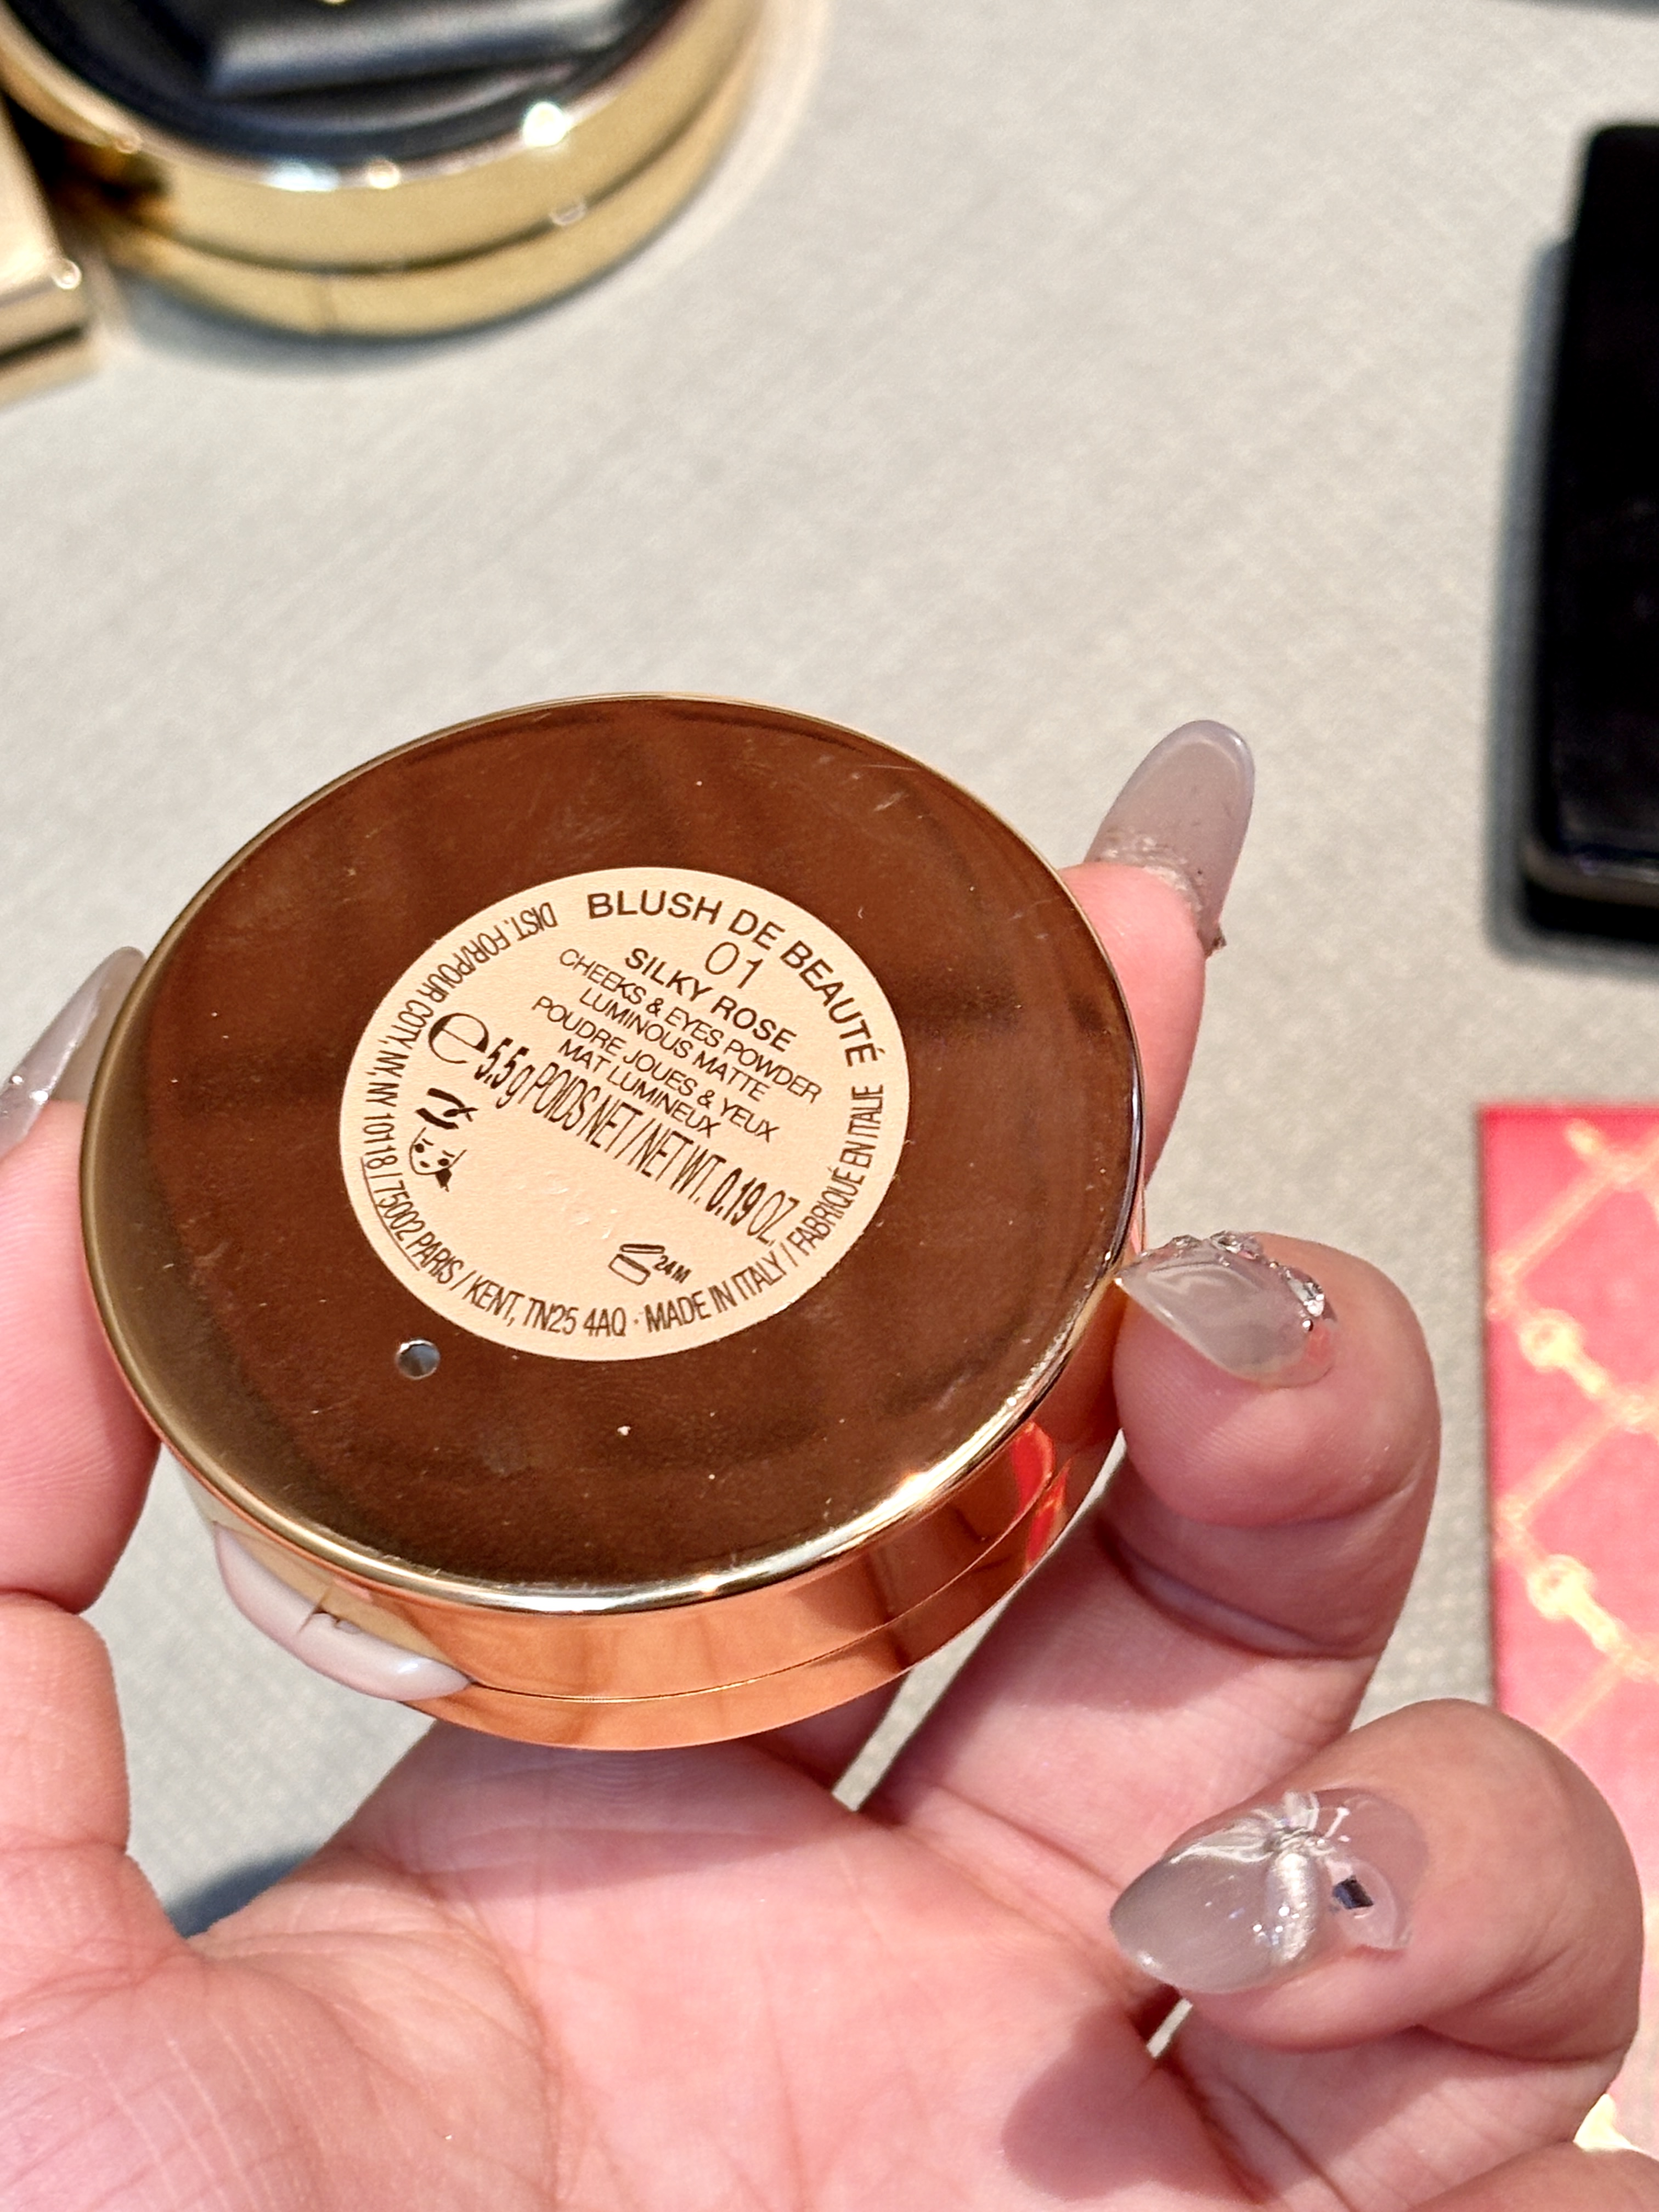 BLUSH DE BEAUTÉ
01
SILKY ROSE
CHEEKS & EYES POWDER
LUMINOUS MATTE
POUDRE JOUES & YEUX
MAT LUMINEUX
e 5.5 g POIDS NET / NET WT. 0.19 OZ.
24M
DIST. FOR/POUR COTY, NY, NY 10118 / 75002 PARIS / KENT, TN25 4AQ · MADE IN ITALY / FABRIQUÉ EN ITALIE